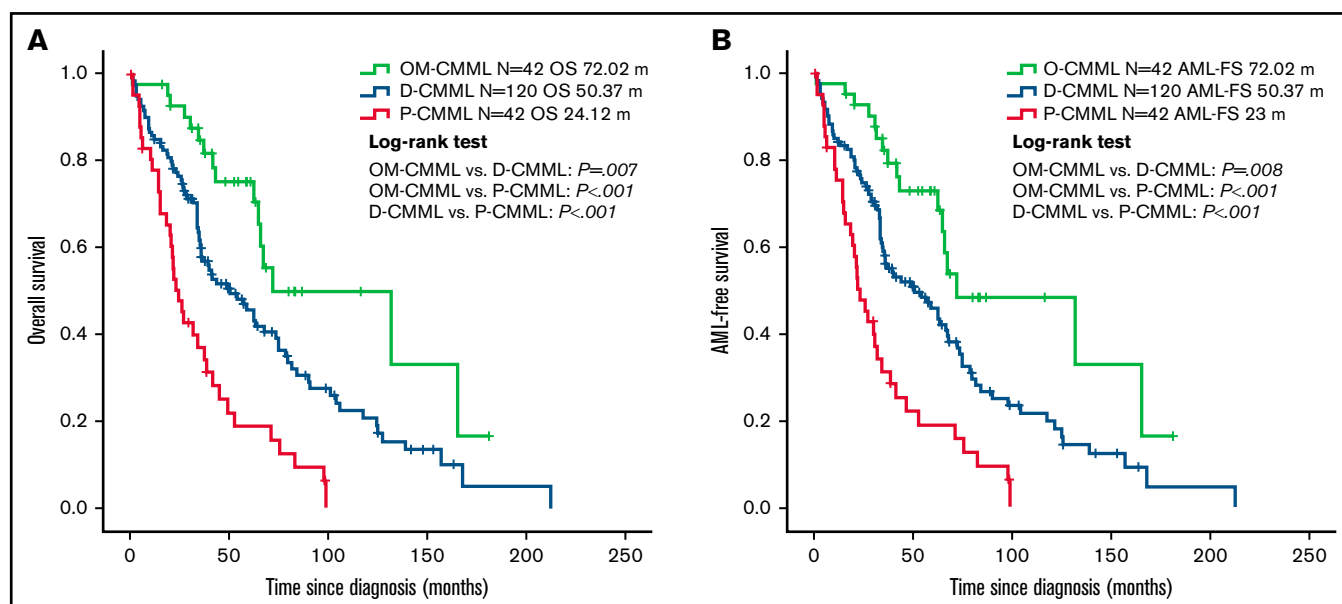 A
OM-CMML N=42 OS 72.02 m
D-CMML N=120 OS 50.37 m
P-CMML N=42 OS 24.12 m
Log-rank test
OM-CMML vs. D-CMML: P=.007
OM-CMML vs. P-CMML: P<.001
D-CMML vs. P-CMML: P<.001
Overall survival
1.0
0.8
0.6
0.4
0.2
0.0
0
50
100
150
200
250
Time since diagnosis (months)
B
O-CMML N=42 AML-FS 72.02 m
D-CMML N=120 AML-FS 50.37 m
P-CMML N=42 AML-FS 23 m
Log-rank test
OM-CMML vs. D-CMML: P=.008
OM-CMML vs. P-CMML: P<.001
D-CMML vs. P-CMML: P<.001
AML-free survival
1.0
0.8
0.6
0.4
0.2
0.0
0
50
100
150
200
250
Time since diagnosis (months)